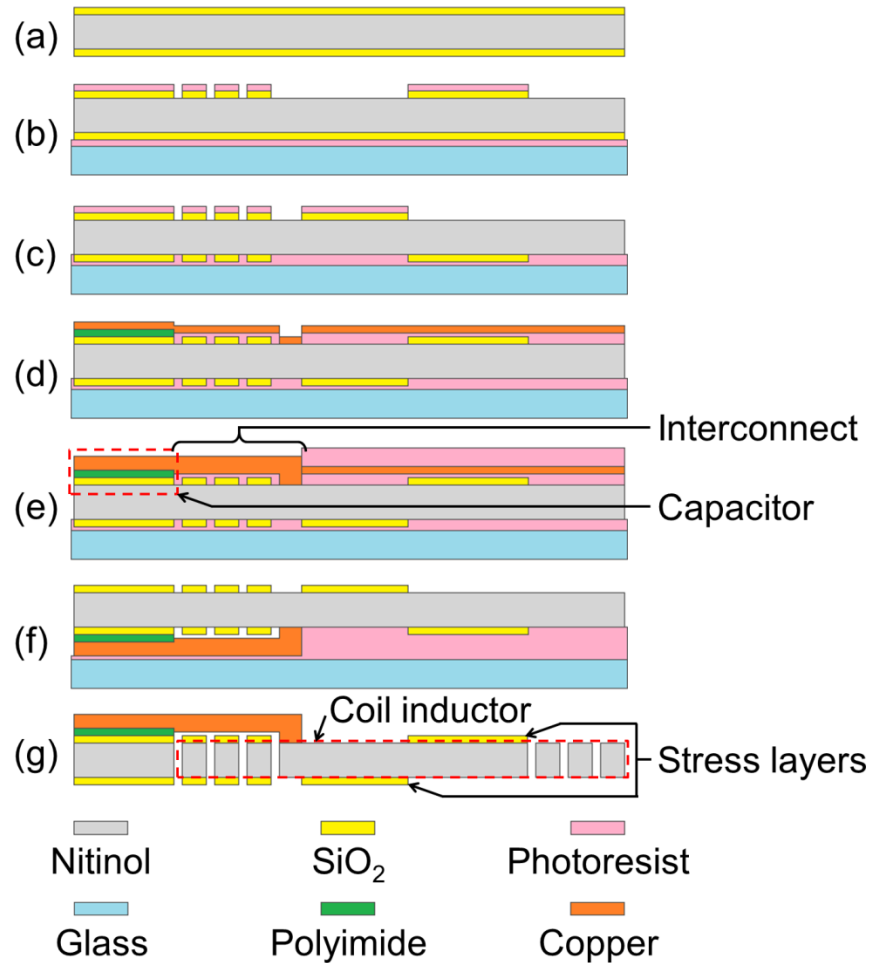 (a)
(b)
(c)
(d)
Interconnect
(e)
Capacitor
(f)
Coil inductor
(g)
Stress layers
Nitinol
SiO₂
Photoresist
Glass
Polyimide
Copper